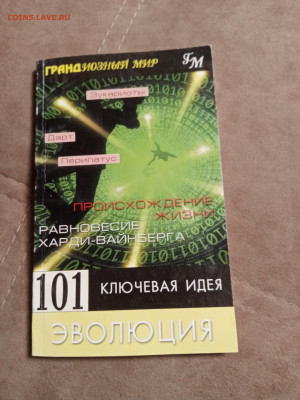 coins.lave.ru
ГРАНДИОЗНЫЙ МИР
ГМ
Эукариоты
Дарт
Перипатус
ПРОИСХОЖДЕНИЕ
ЖИЗНИ
РАВНОВЕСИЕ
ХАРДИ-ВАЙНБЕРГА
101 КЛЮЧЕВАЯ ИДЕЯ
ЭВОЛЮЦИЯ